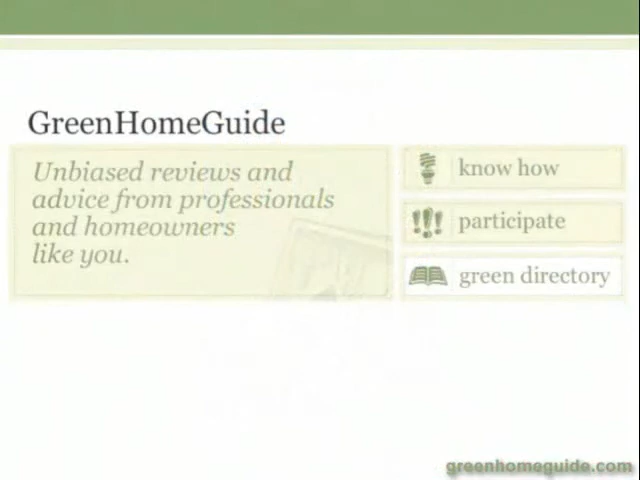 GreenHomeGuide
Unbiased reviews and
advice from professionals
and homeowners
like you.
know how
participate
green directory
greenhomeguide.com